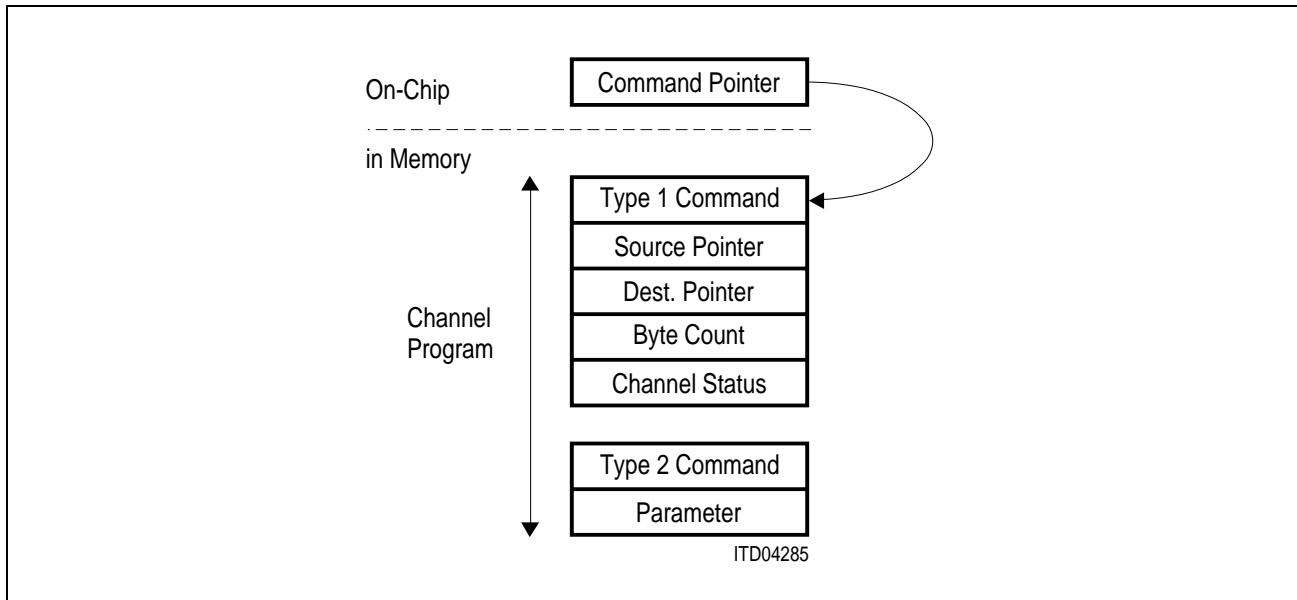 On-Chip
Command Pointer
in Memory
Type 1 Command
Source Pointer
Dest. Pointer
Byte Count
Channel Status
Channel
Program
Type 2 Command
Parameter
ITD04285